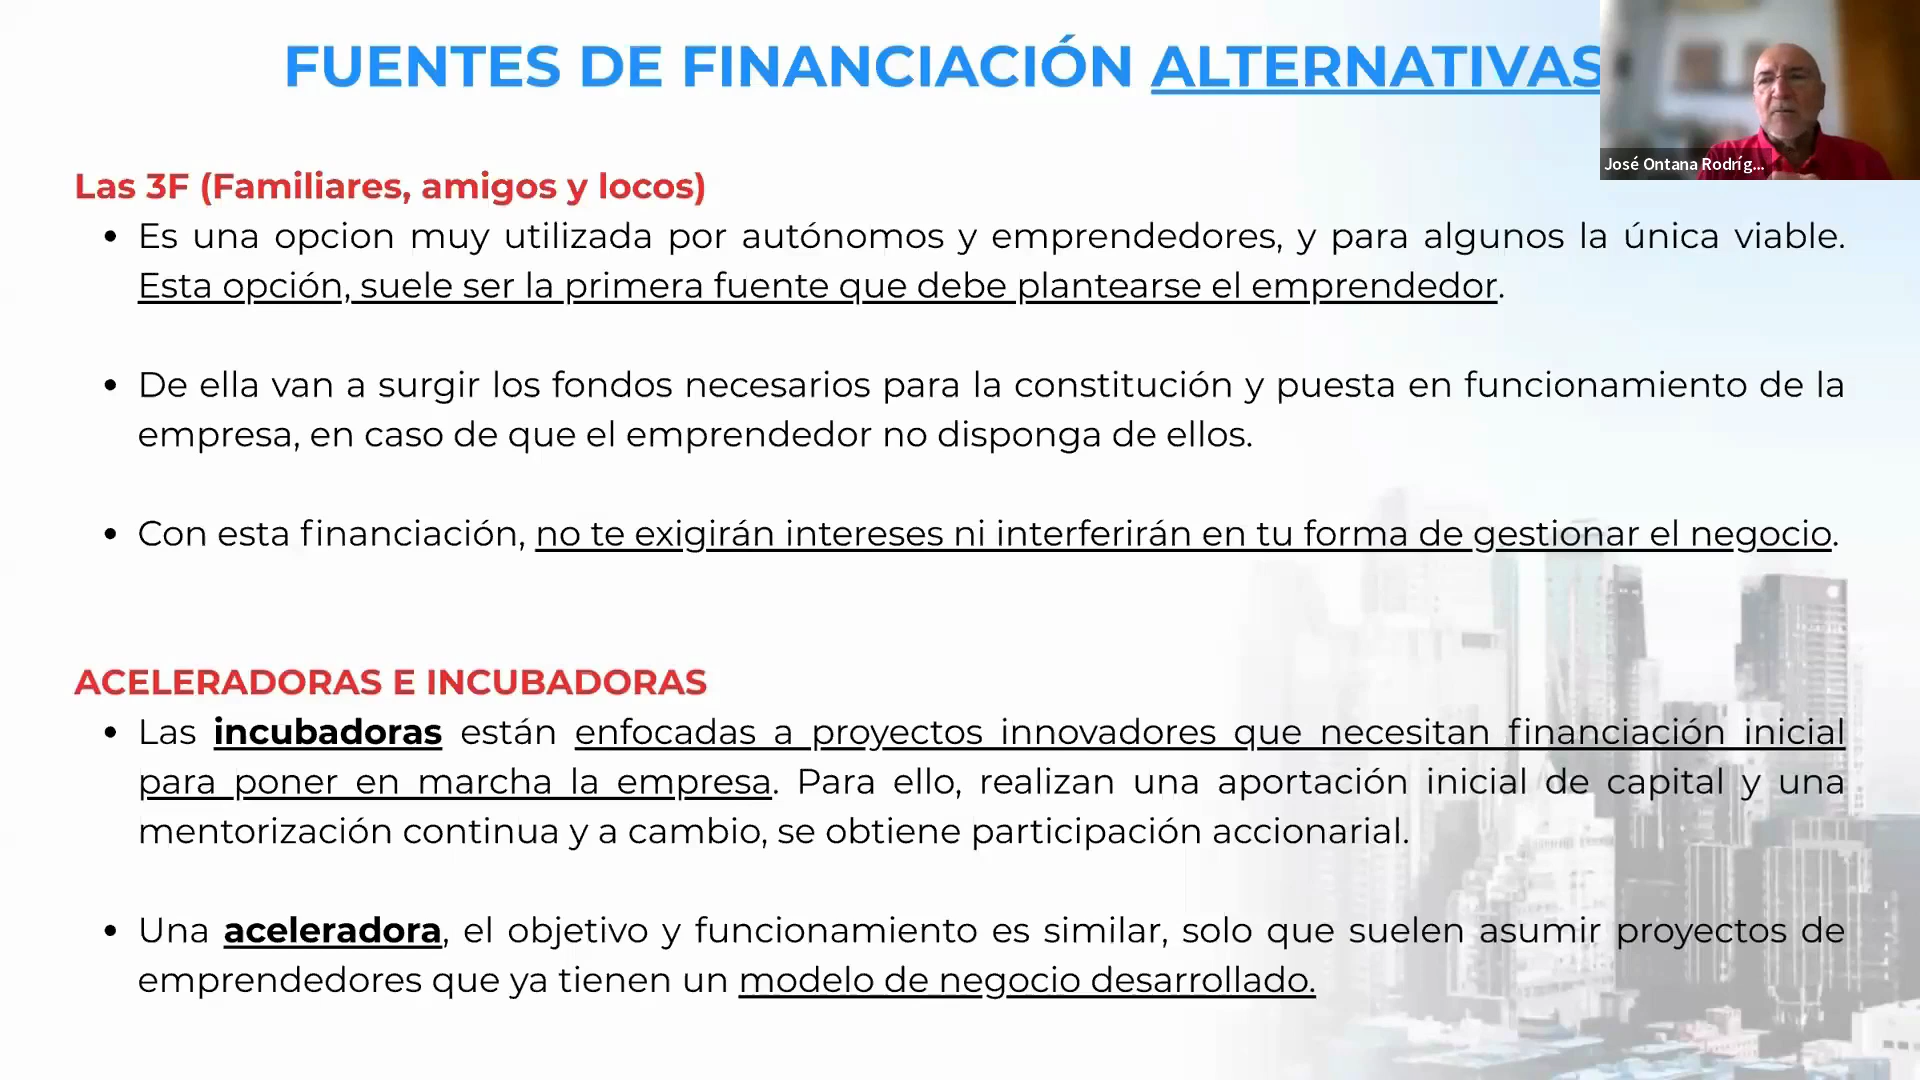 FUENTES DE FINANCIACIÓN ALTERNATIVAS
José Ontana Rodríg...
Las 3F (Familiares, amigos y locos)
• Es una opcion muy utilizada por autónomos y emprendedores, y para algunos la única viable.
Esta opción, suele ser la primera fuente que debe plantearse el emprendedor.
• De ella van a surgir los fondos necesarios para la constitución y puesta en funcionamiento de la
empresa, en caso de que el emprendedor no disponga de ellos.
• Con esta financiación, no te exigirán intereses ni interferirán en tu forma de gestionar el negocio.
ACELERADORAS E INCUBADORAS
• Las incubadoras están enfocadas a proyectos innovadores que necesitan financiación inicial
para poner en marcha la empresa. Para ello, realizan una aportación inicial de capital y una
mentorización continua y a cambio, se obtiene participación accionarial.
• Una aceleradora, el objetivo y funcionamiento es similar, solo que suelen asumir proyectos de
emprendedores que ya tienen un modelo de negocio desarrollado.